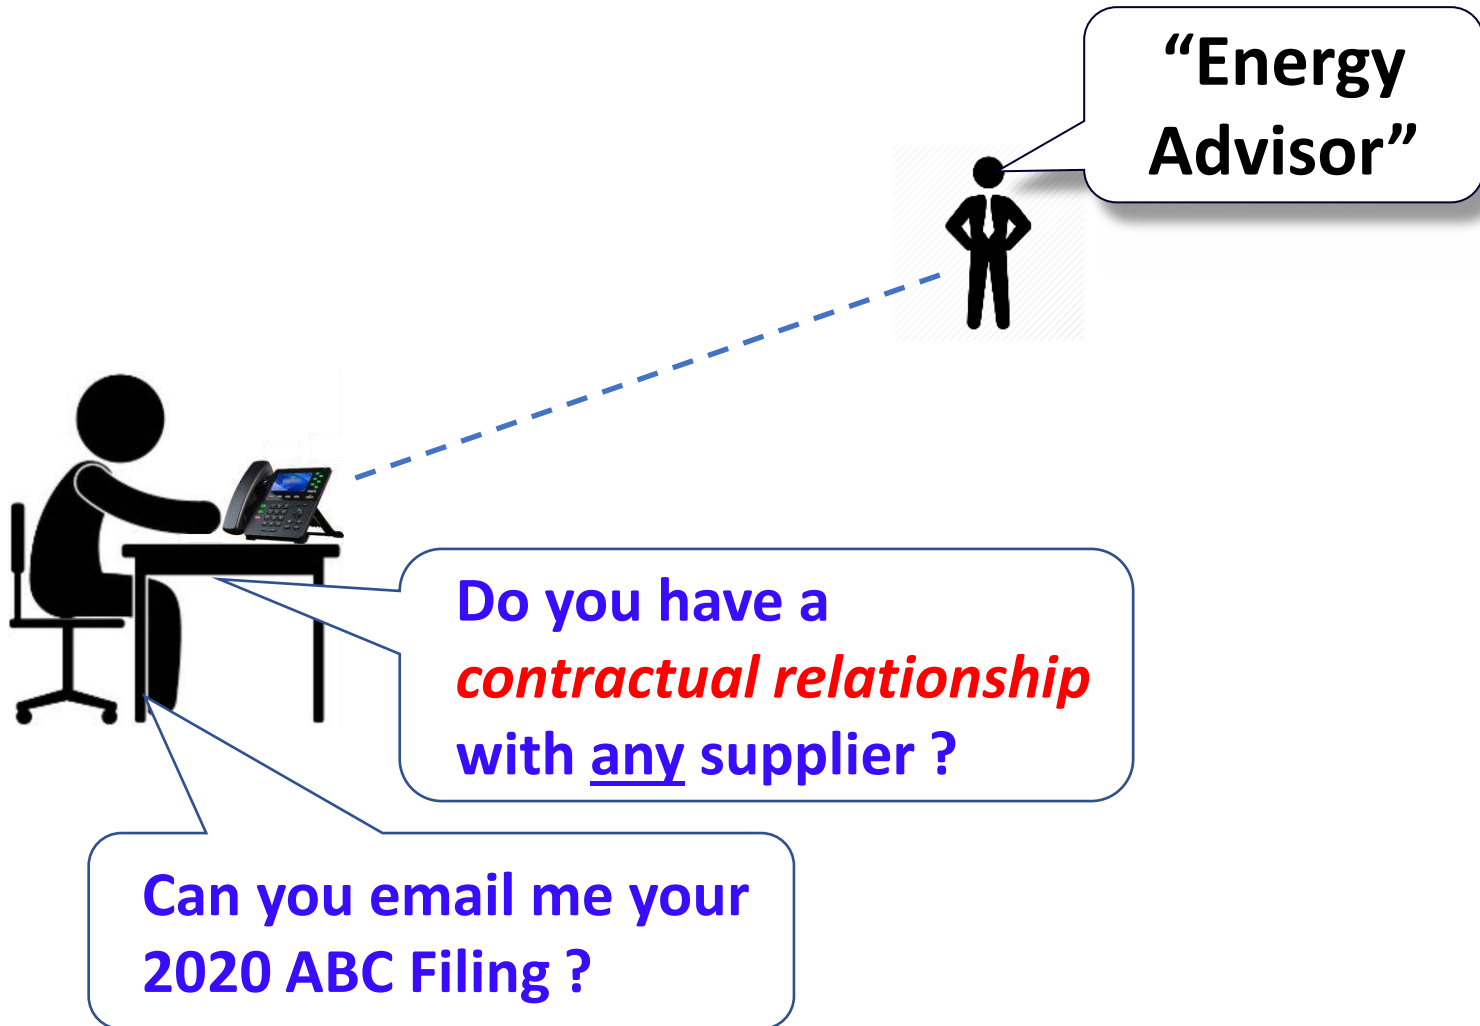 “Energy
Advisor”
Do you have a
contractual relationship
with any supplier ?
Can you email me your
2020 ABC Filing ?